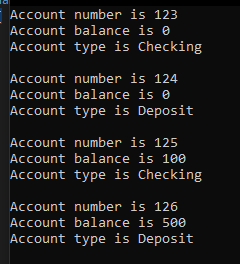 Account number is 123
Account balance is 0
Account type is Checking
Account number is 124
Account balance is 0
Account type is Deposit
Account number is 125
Account balance is 100
Account type is Checking
Account number is 126
Account balance is 500
Account type is Deposit